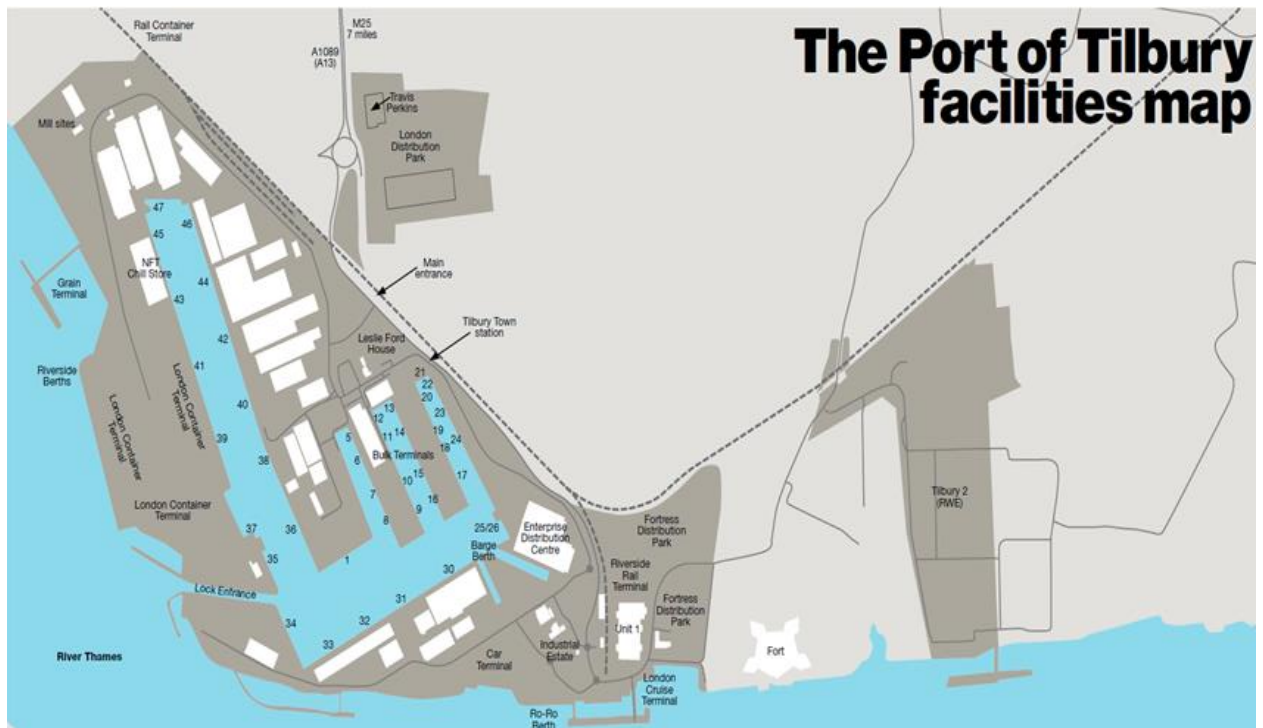 The Port of Tilbury
facilities map
Rail Container
Terminal
M25
7 miles
A1089
(A13)
Travis
Perkins
London
Distribution
Park
Mill sites
47
46
45
NFT
Chill Store
44
43
Grain
Terminal
Main
entrance
42
Leslie Ford
House
Tilbury Town
station
Riverside
Berths
41
London Container
Terminal
London Container
Terminal
40
39
38
21
22
20
23
19
24
18
17
13
12
11
14
5
6
Bulk Terminals
10
15
7
16
9
8
London Container
Terminal
37
36
35
1
25/26
Barge
Berth
Enterprise
Distribution
Centre
Fortress
Distribution
Park
Tilbury 2
(RWE)
Riverside
Rail
Terminal
Fortress
Distribution
Park
Lock Entrance
30
31
32
33
34
Unit 1
Industrial
Estate
Car
Terminal
Fort
River Thames
London
Cruise
Terminal
Ro-Ro
Berth